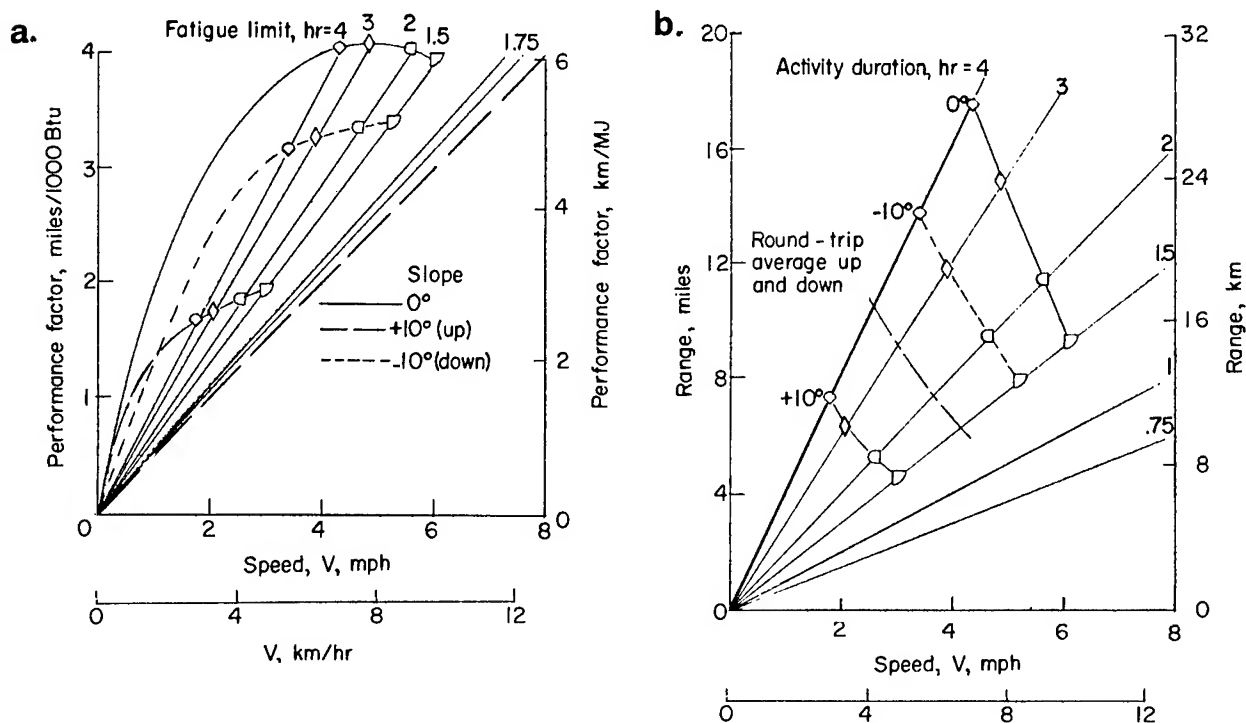 a.
Fatigue limit, hr = 4 3 2 1.5 1.75
4
3
2
1
0
Performance factor, miles/1000 Btu
6
4
2
0
Performance factor, km/MJ
Slope
0°
+10° (up)
-10° (down)
0 2 4 6 8
Speed, V, mph
0 4 8 12
V, km/hr
b.
20
16
12
8
4
0
Range, miles
32
24
16
8
0
Range, km
Activity duration, hr = 4
3
2
1.5
1
.75
0°
-10°
+10°
Round-trip
average up
and down
2 4 6 8
Speed, V, mph
0 4 8 12